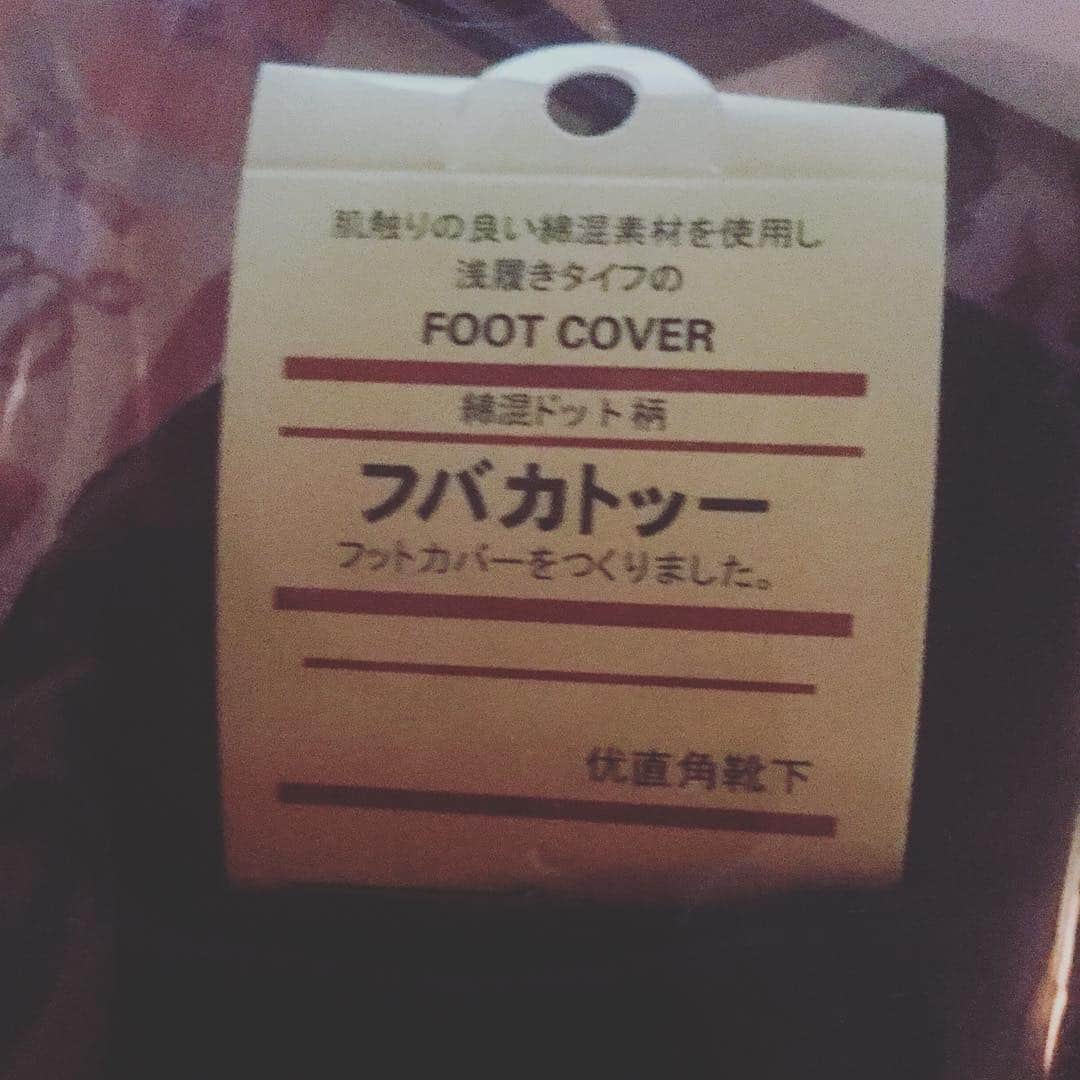 肌触りの良い綿混素材を使用し
浅履きタイフの
FOOT COVER
綿混ドット柄
フバカトッー
フットカバーをつくりました。
优直角靴下